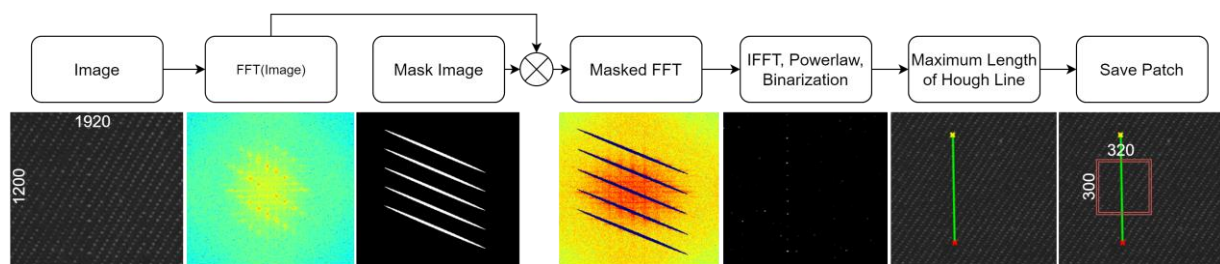 Image
FFT(Image)
Mask Image
Masked FFT
IFFT, Powerlaw,
Binarization
Maximum Length
of Hough Line
Save Patch
1920
1200
320
300